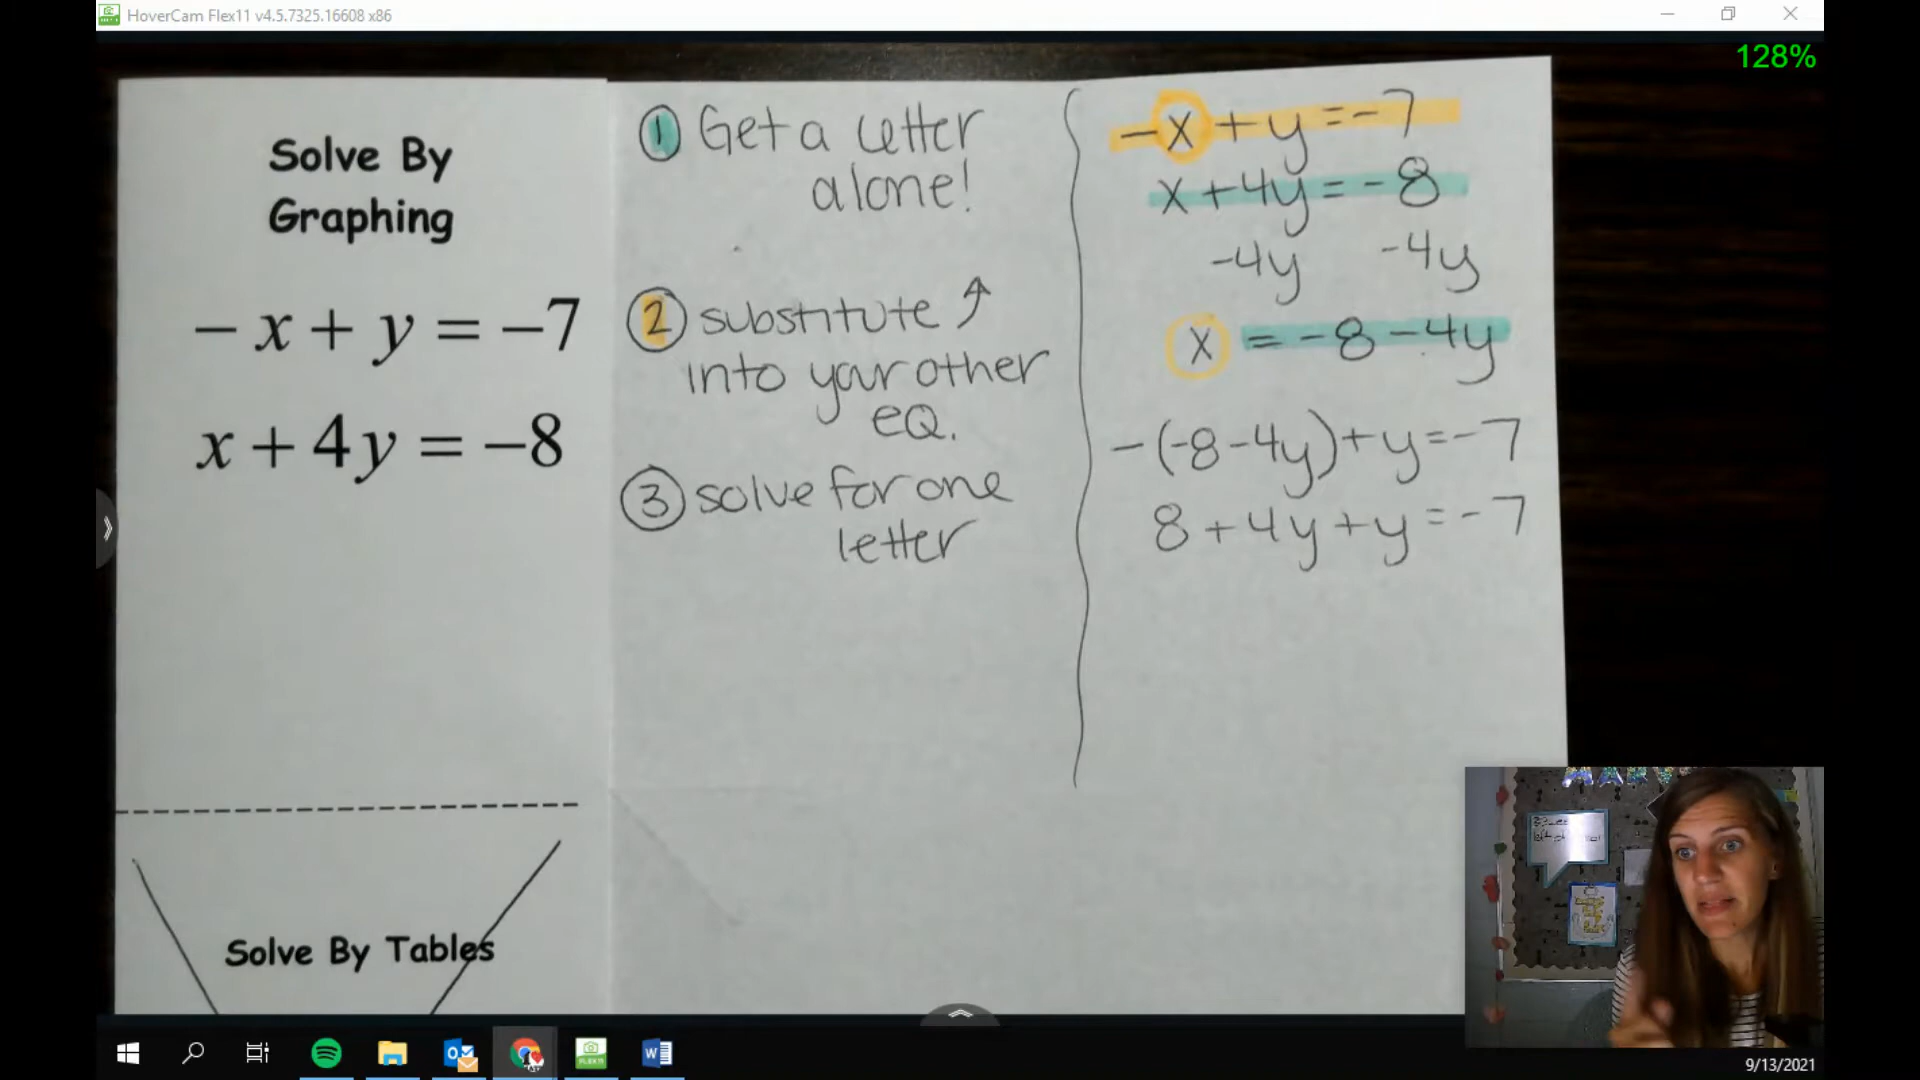 HoverCam Flex11 v4.5.7325.16608 x86
128%
Solve By
Graphing
− x + y = −7
x + 4y = −8
Solve By Tables
① Get a letter
alone!
② substitute ↗
into your other
eQ.
③ solve for one
letter
−x + y = −7
x + 4y = −8
−4y −4y
x = −8 − 4y
−(−8 − 4y) + y = −7
8 + 4y + y = −7
9/13/2021